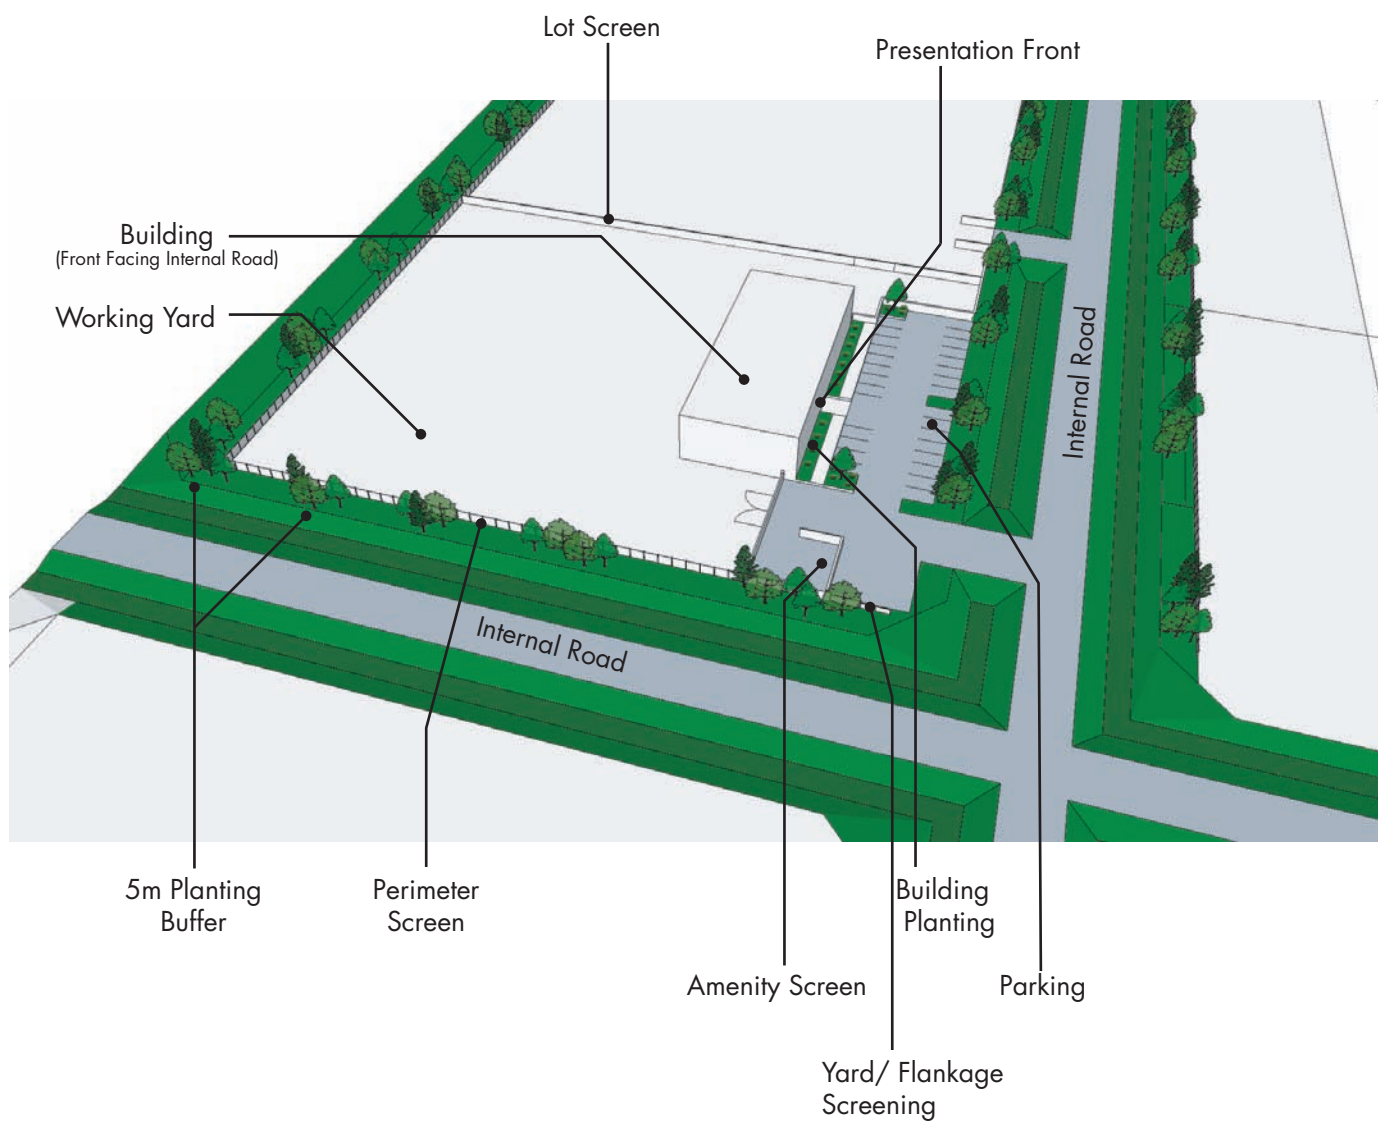 Lot Screen
Presentation Front
Building
(Front Facing Internal Road)
Working Yard
Internal Road
Internal Road
5m Planting
Buffer
Perimeter
Screen
Building
Planting
Amenity Screen
Parking
Yard/ Flankage
Screening